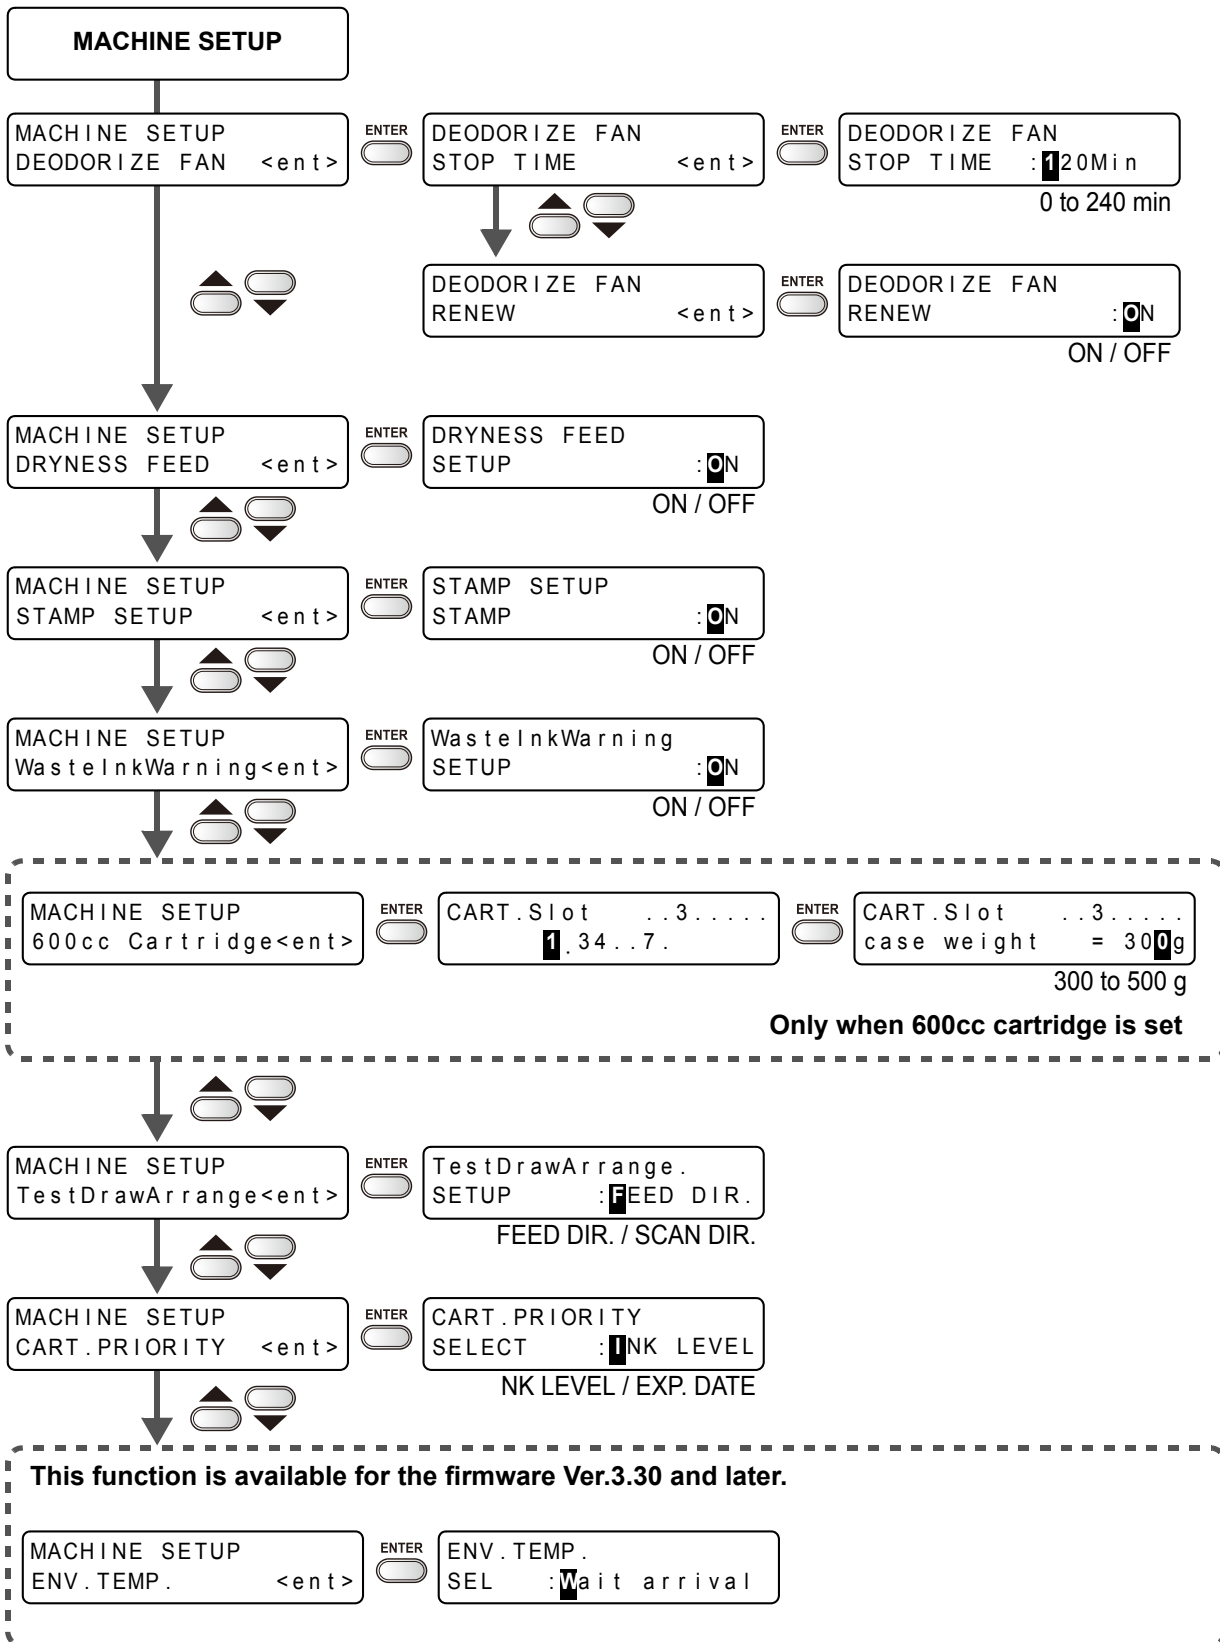 MACHINE SETUP
MACHINE SETUP
DEODORIZE FAN <ent>
ENTER
DEODORIZE FAN
STOP TIME <ent>
ENTER
DEODORIZE FAN
STOP TIME :120Min
0 to 240 min
DEODORIZE FAN
RENEW <ent>
ENTER
DEODORIZE FAN
RENEW :ON
ON / OFF
MACHINE SETUP
DRYNESS FEED <ent>
ENTER
DRYNESS FEED
SETUP :ON
ON / OFF
MACHINE SETUP
STAMP SETUP <ent>
ENTER
STAMP SETUP
STAMP :ON
ON / OFF
MACHINE SETUP
WasteInkWarning<ent>
ENTER
WasteInkWarning
SETUP :ON
ON / OFF
MACHINE SETUP
600cc Cartridge<ent>
ENTER
CART.Slot ..3.....
1.34..7.
ENTER
CART.Slot ..3.....
case weight = 300g
300 to 500 g
Only when 600cc cartridge is set
MACHINE SETUP
TestDrawArrange<ent>
ENTER
TestDrawArrange.
SETUP :FEED DIR.
FEED DIR. / SCAN DIR.
MACHINE SETUP
CART.PRIORITY <ent>
ENTER
CART.PRIORITY
SELECT :INK LEVEL
NK LEVEL / EXP. DATE
This function is available for the firmware Ver.3.30 and later.
MACHINE SETUP
ENV.TEMP. <ent>
ENTER
ENV.TEMP.
SEL :Wait arrival